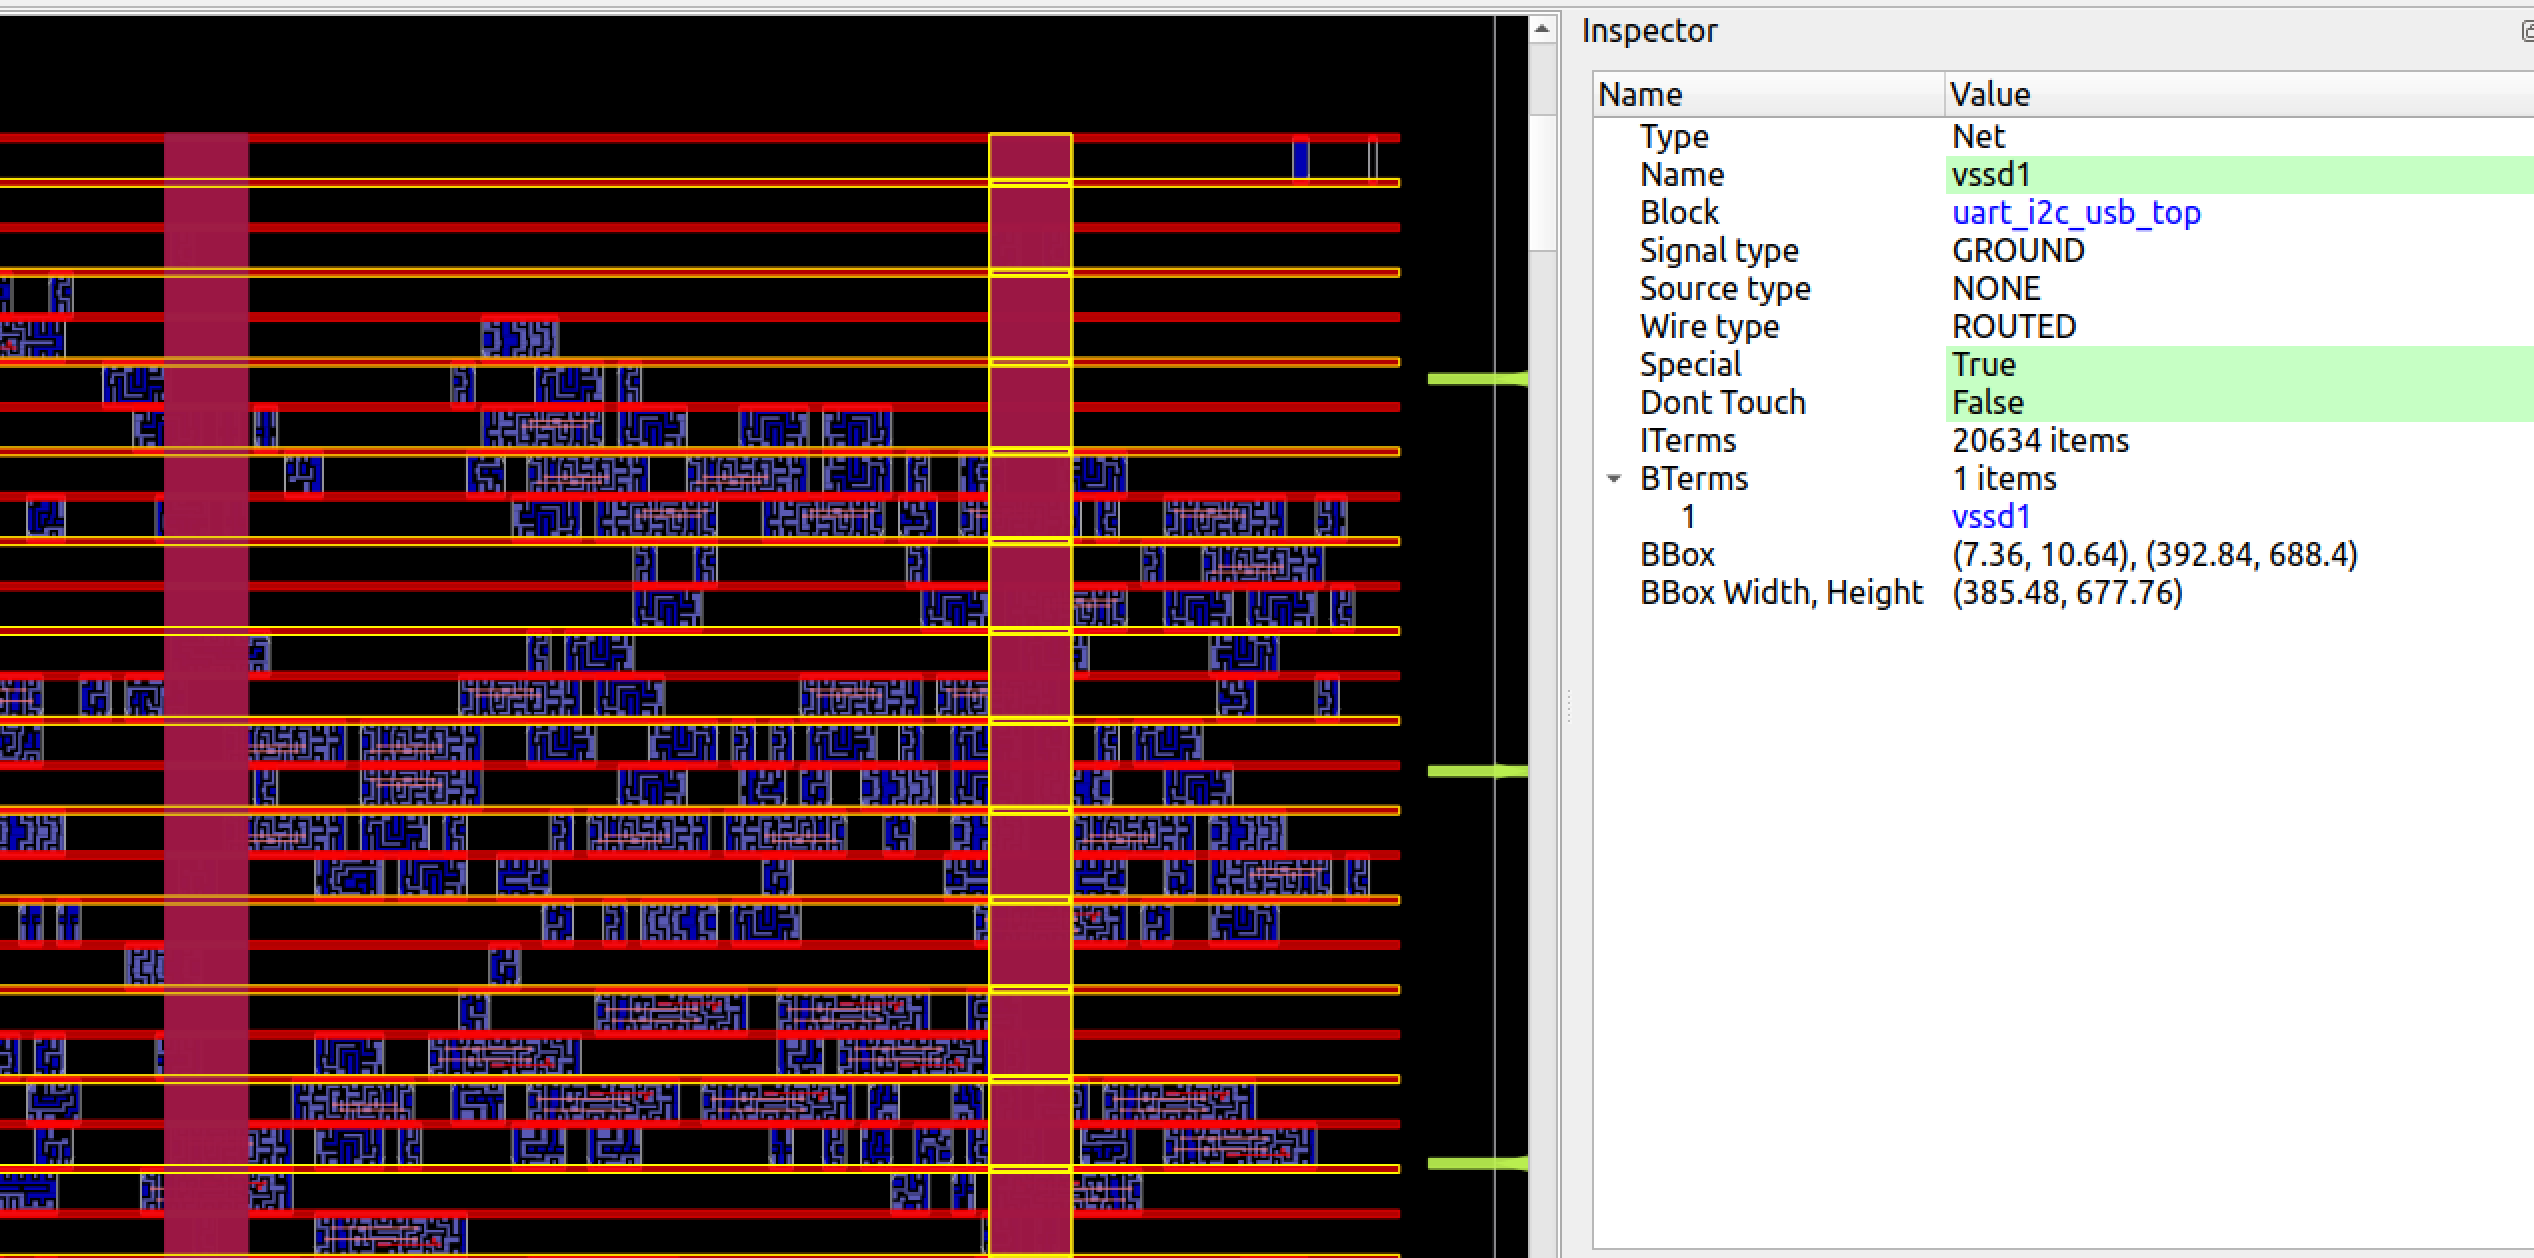 Inspector
Name Value
Type Net
Name vssd1
Block uart_i2c_usb_top
Signal type GROUND
Source type NONE
Wire type ROUTED
Special True
Dont Touch False
ITerms 20634 items
BTerms 1 items
1 vssd1
BBox (7.36, 10.64), (392.84, 688.4)
BBox Width, Height (385.48, 677.76)